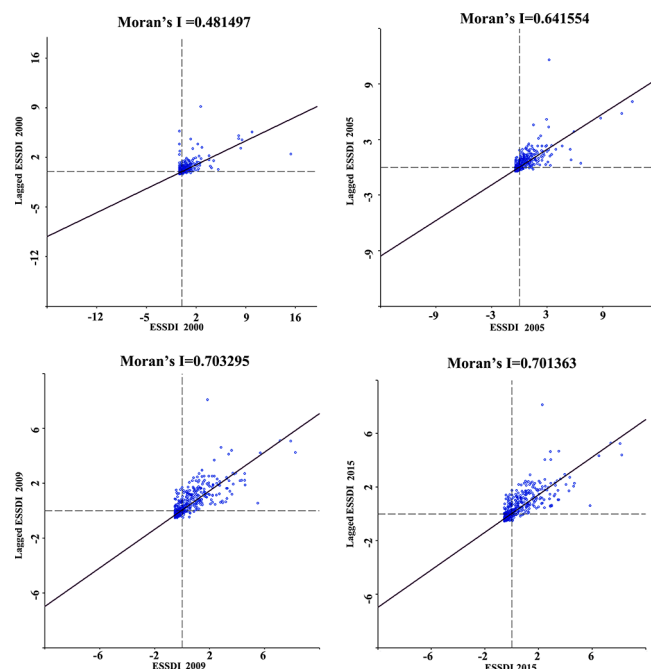 Moran's I =0.481497
16
9
2
-5
-12
Lagged ESSDI 2000
-12 -5 2 9 16
ESSDI 2000
Moran's I=0.641554
9
3
-3
-9
Lagged ESSDI 2005
-9 -3 3 9
ESSDI 2005
Moran's I=0.703295
6
2
-2
-6
Lagged ESSDI 2009
-6 -2 2 6
ESSDI 2009
Moran's I=0.701363
6
2
-2
-6
Lagged ESSDI 2015
-6 -2 2 6
ESSDI 2015